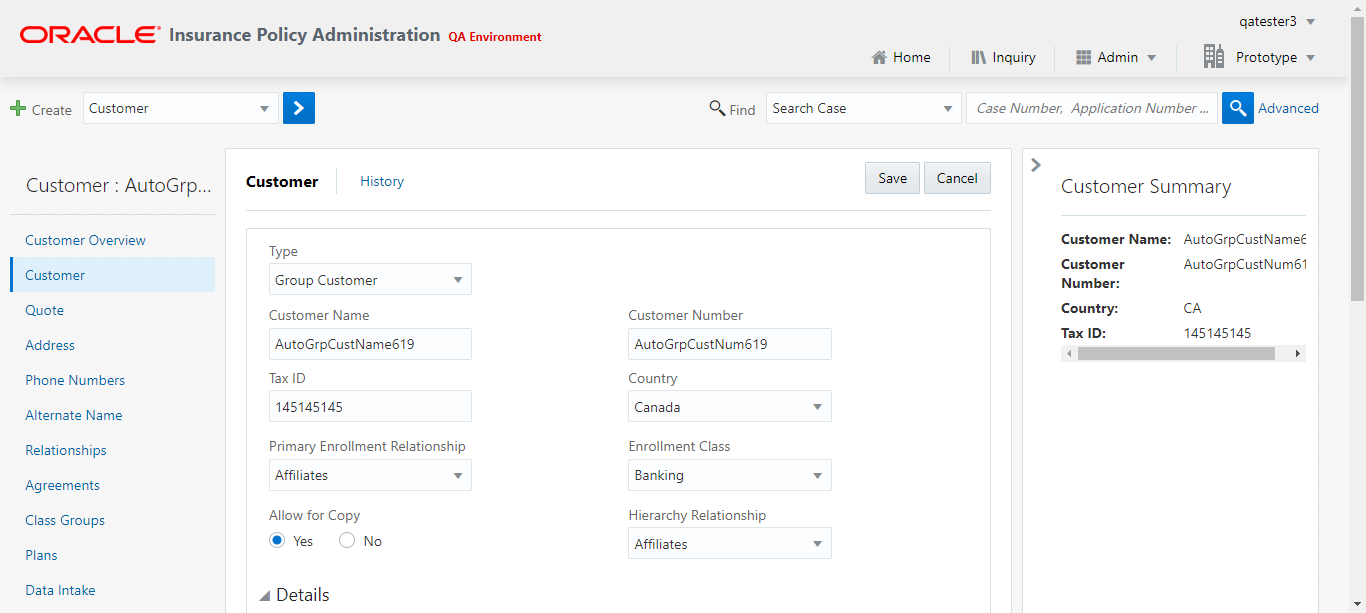 qatester3
ORACLE Insurance Policy Administration QA Environment
Home Inquiry Admin Prototype
Create Customer Find Search Case Case Number, Application Number ... Advanced
Customer : AutoGrp...
Customer Overview
Customer
Quote
Address
Phone Numbers
Alternate Name
Relationships
Agreements
Class Groups
Plans
Data Intake
Customer History Save Cancel
Type
Group Customer
Customer Name Customer Number
AutoGrpCustName619 AutoGrpCustNum619
Tax ID Country
145145145 Canada
Primary Enrollment Relationship Enrollment Class
Affiliates Banking
Allow for Copy Hierarchy Relationship
Yes No Affiliates
Details
Customer Summary
Customer Name: AutoGrpCustName6
Customer Number: AutoGrpCustNum61
Country: CA
Tax ID: 145145145